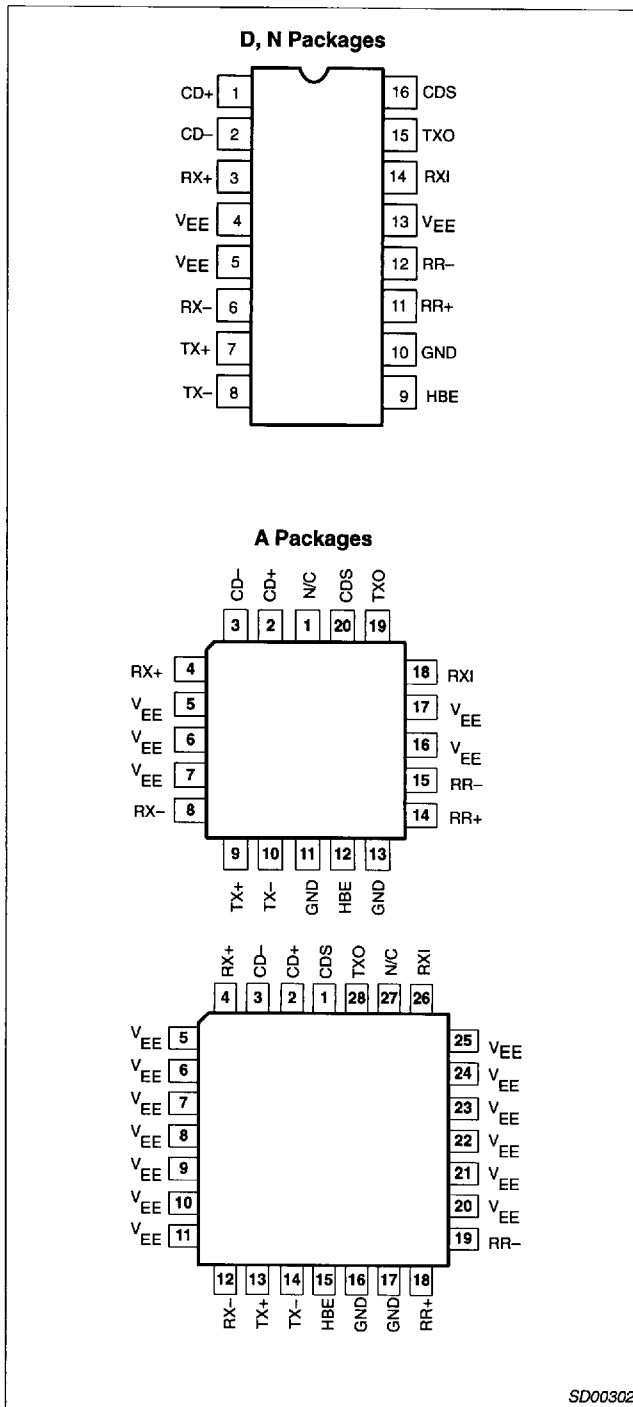 D, N Packages
CD+ 1
CD– 2
RX+ 3
VEE 4
VEE 5
RX– 6
TX+ 7
TX– 8
16 CDS
15 TXO
14 RXI
13 VEE
12 RR–
11 RR+
10 GND
9 HBE
A Packages
CD– CD+ N/C CDS TXO
3 2 1 20 19
RX+ 4
VEE 5
VEE 6
VEE 7
RX– 8
18 RXI
17 VEE
16 VEE
15 RR–
14 RR+
9 10 11 12 13
TX+ TX– GND HBE GND
RX+ CD– CD+ CDS TXO N/C RXI
4 3 2 1 28 27 26
VEE 5
VEE 6
VEE 7
VEE 8
VEE 9
VEE 10
VEE 11
25 VEE
24 VEE
23 VEE
22 VEE
21 VEE
20 VEE
19 RR–
12 13 14 15 16 17 18
RX– TX+ TX– HBE GND GND RR+
SD00302